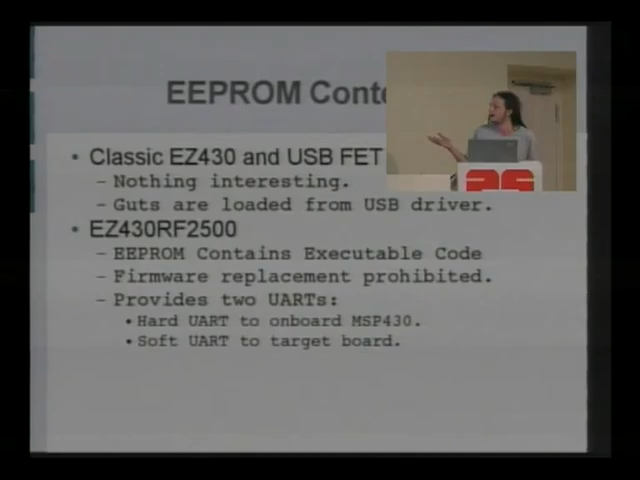 EEPROM Conte
• Classic EZ430 and USB FET
– Nothing interesting.
– Guts are loaded from USB driver.
• EZ430RF2500
– EEPROM Contains Executable Code
– Firmware replacement prohibited.
– Provides two UARTs:
• Hard UART to onboard MSP430.
• Soft UART to target board.